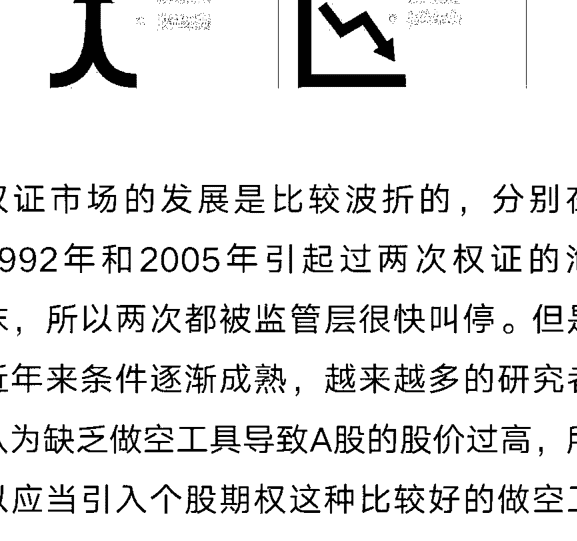 证市场的发展是比较波折的，分别在
992年和2005年引起过两次权证的
，所以两次都被监管层很快叫停。但是
近年来条件逐渐成熟，越来越多的研究者
为缺乏做空工具导致A股的股价过高，
以应当引入个股期权这种比较好的做空工